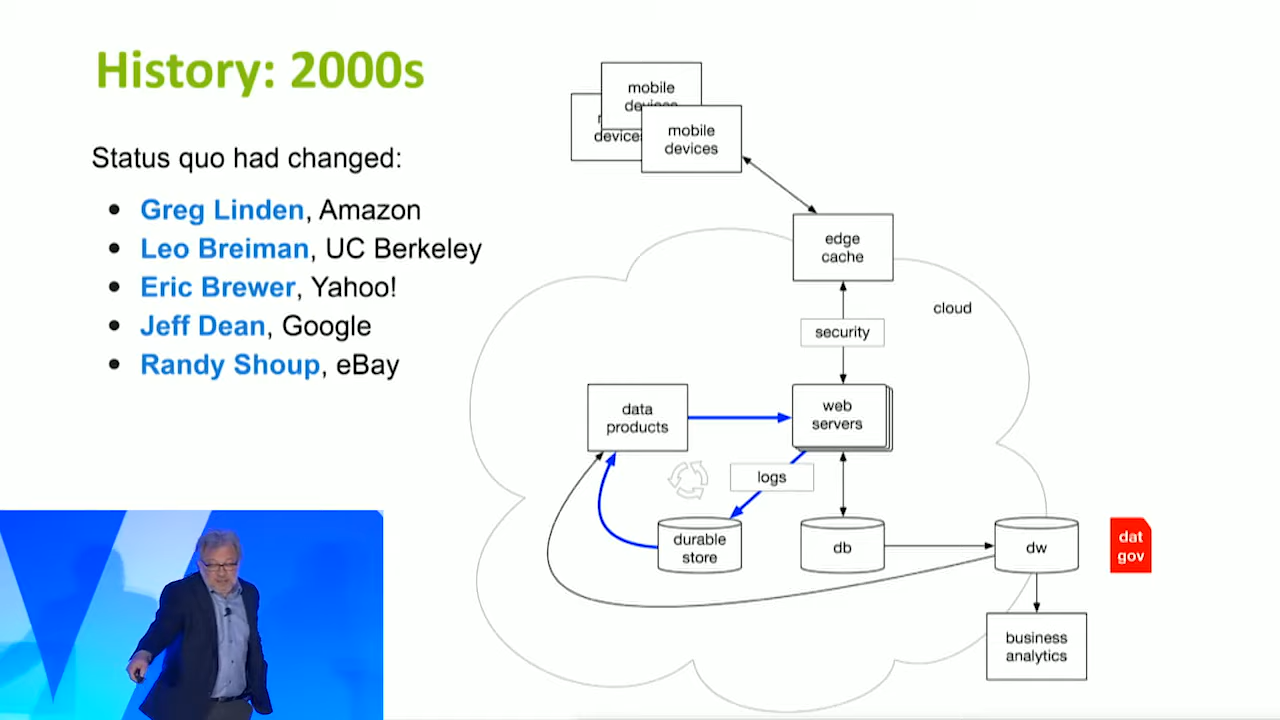 History: 2000s
Status quo had changed:
• Greg Linden, Amazon
• Leo Breiman, UC Berkeley
• Eric Brewer, Yahoo!
• Jeff Dean, Google
• Randy Shoup, eBay
mobile
devices
mobile
devices
devices
edge
cache
cloud
security
data
products
web
servers
logs
durable
store
db
dw
dat
gov
business
analytics